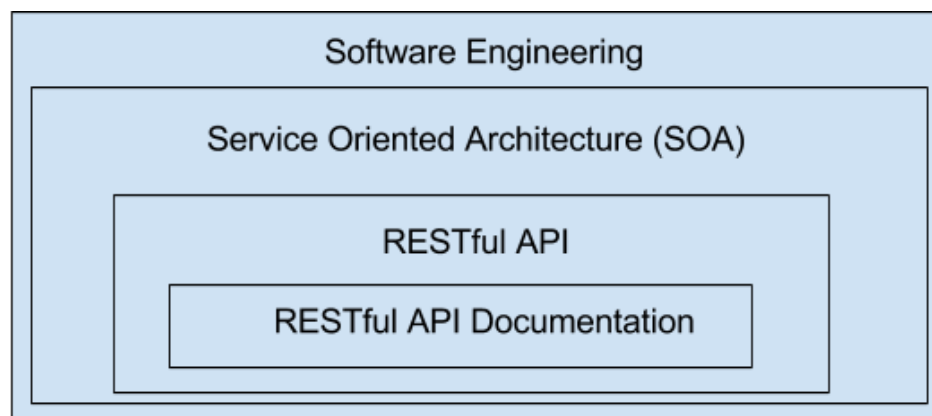 Software Engineering
Service Oriented Architecture (SOA)
RESTful API
RESTful API Documentation